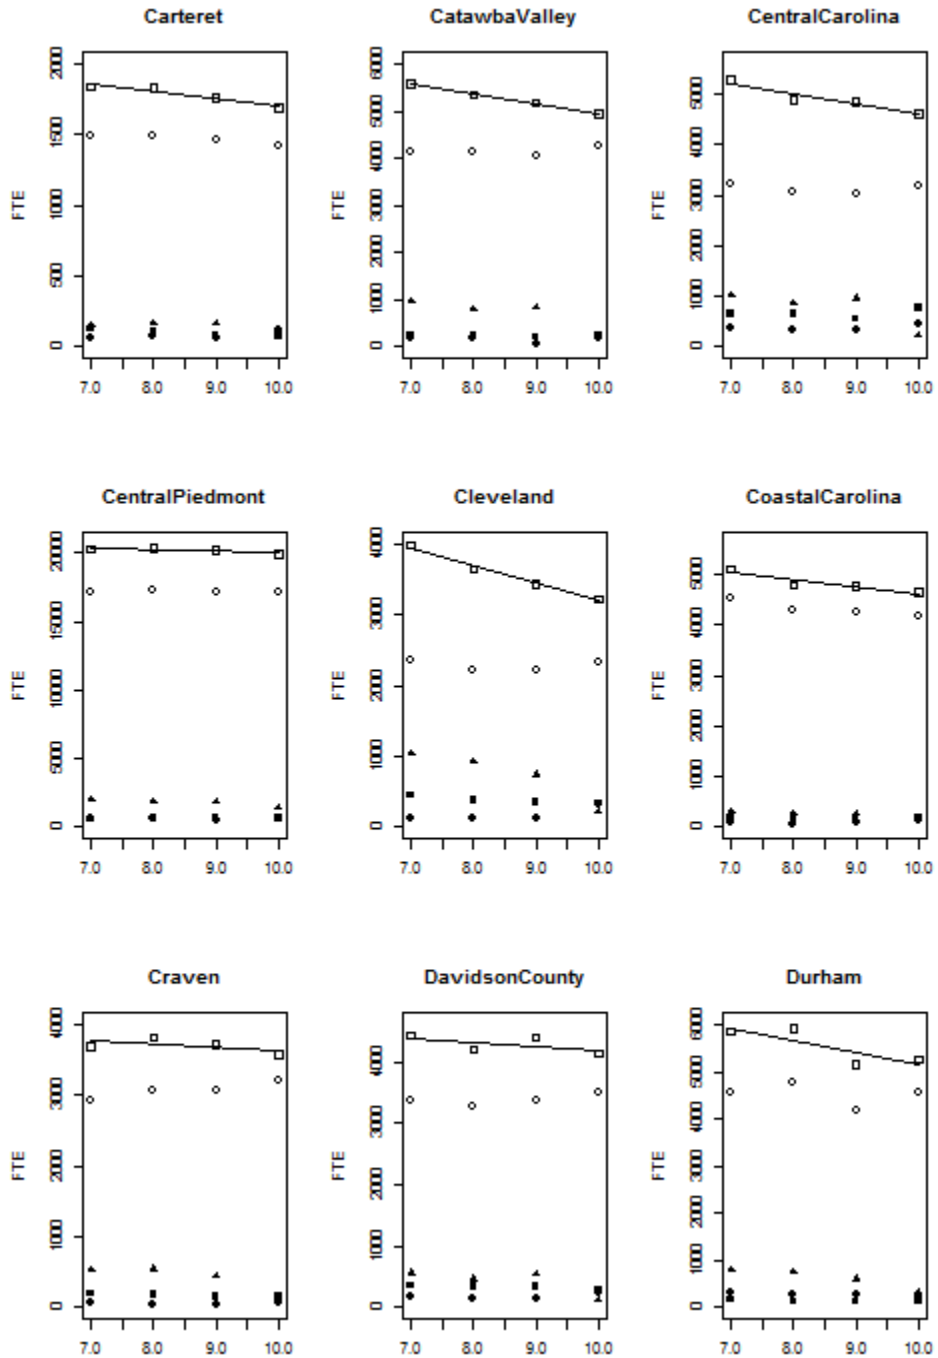 Carteret CatawbaValley CentralCarolina
FTE 0 500 1000 1500 2000
7.0 8.0 9.0 10.0
FTE 0 1000 2000 3000 4000 5000 6000
7.0 8.0 9.0 10.0
FTE 0 1000 2000 3000 4000 5000
7.0 8.0 9.0 10.0
CentralPiedmont Cleveland CoastalCarolina
FTE 0 5000 10000 15000 20000
7.0 8.0 9.0 10.0
FTE 0 1000 2000 3000 4000
7.0 8.0 9.0 10.0
FTE 0 1000 2000 3000 4000 5000
7.0 8.0 9.0 10.0
Craven DavidsonCounty Durham
FTE 0 1000 2000 3000 4000
7.0 8.0 9.0 10.0
FTE 0 1000 2000 3000 4000
7.0 8.0 9.0 10.0
FTE 0 1000 2000 3000 4000 5000 6000
7.0 8.0 9.0 10.0